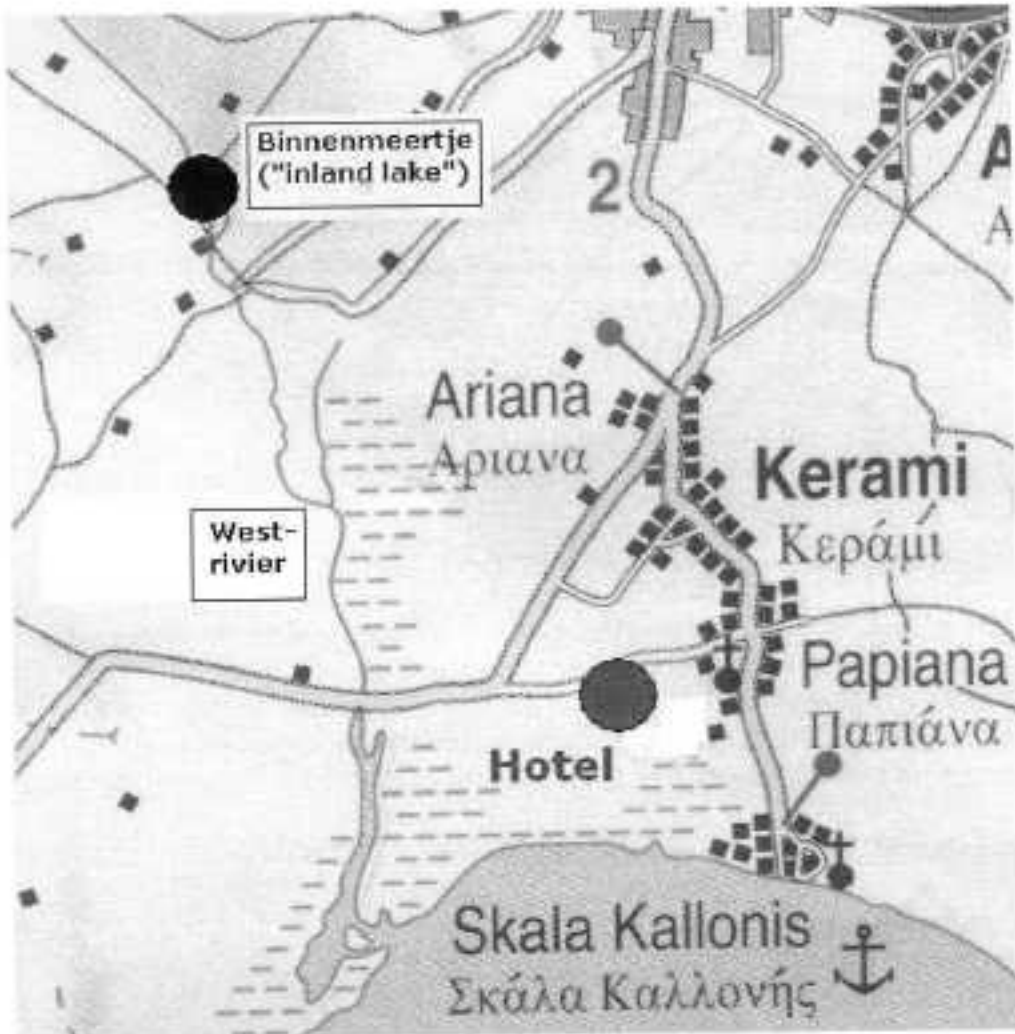 Binnenmeertje
("inland lake")
2
A
A
Ariana
Αριανα
Kerami
Κεράμι
West-
rivier
Papiana
Παπιάνα
Hotel
Skala Kallonis
Σκάλα Καλλονής